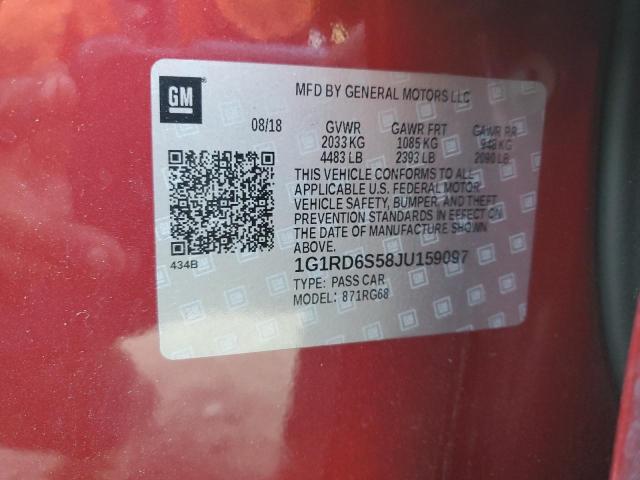 GM
MFD BY GENERAL MOTORS LLC
08/18 GVWR GAWR FRT GAWR RR
2033 KG 1085 KG 948 KG
4483 LB 2393 LB 2090 LB
THIS VEHICLE CONFORMS TO ALL
APPLICABLE U.S. FEDERAL MOTOR
VEHICLE SAFETY, BUMPER, AND THEFT
PREVENTION STANDARDS IN EFFECT ON
THE DATE OF MANUFACTURE SHOWN
ABOVE.
434B
1G1RD6S58JU159097
TYPE: PASS CAR
MODEL: 871RG68